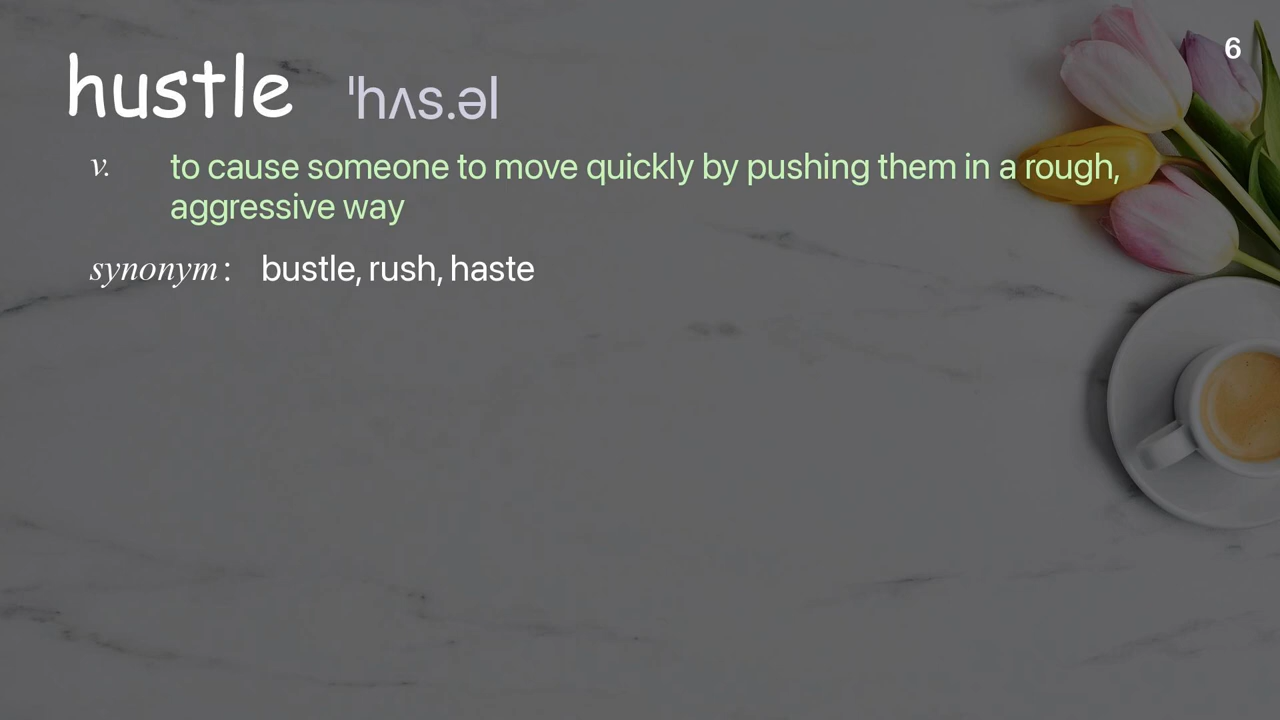 6
hustle ˈhʌs.əl
v. to cause someone to move quickly by pushing them in a rough,
aggressive way
synonym: bustle, rush, haste